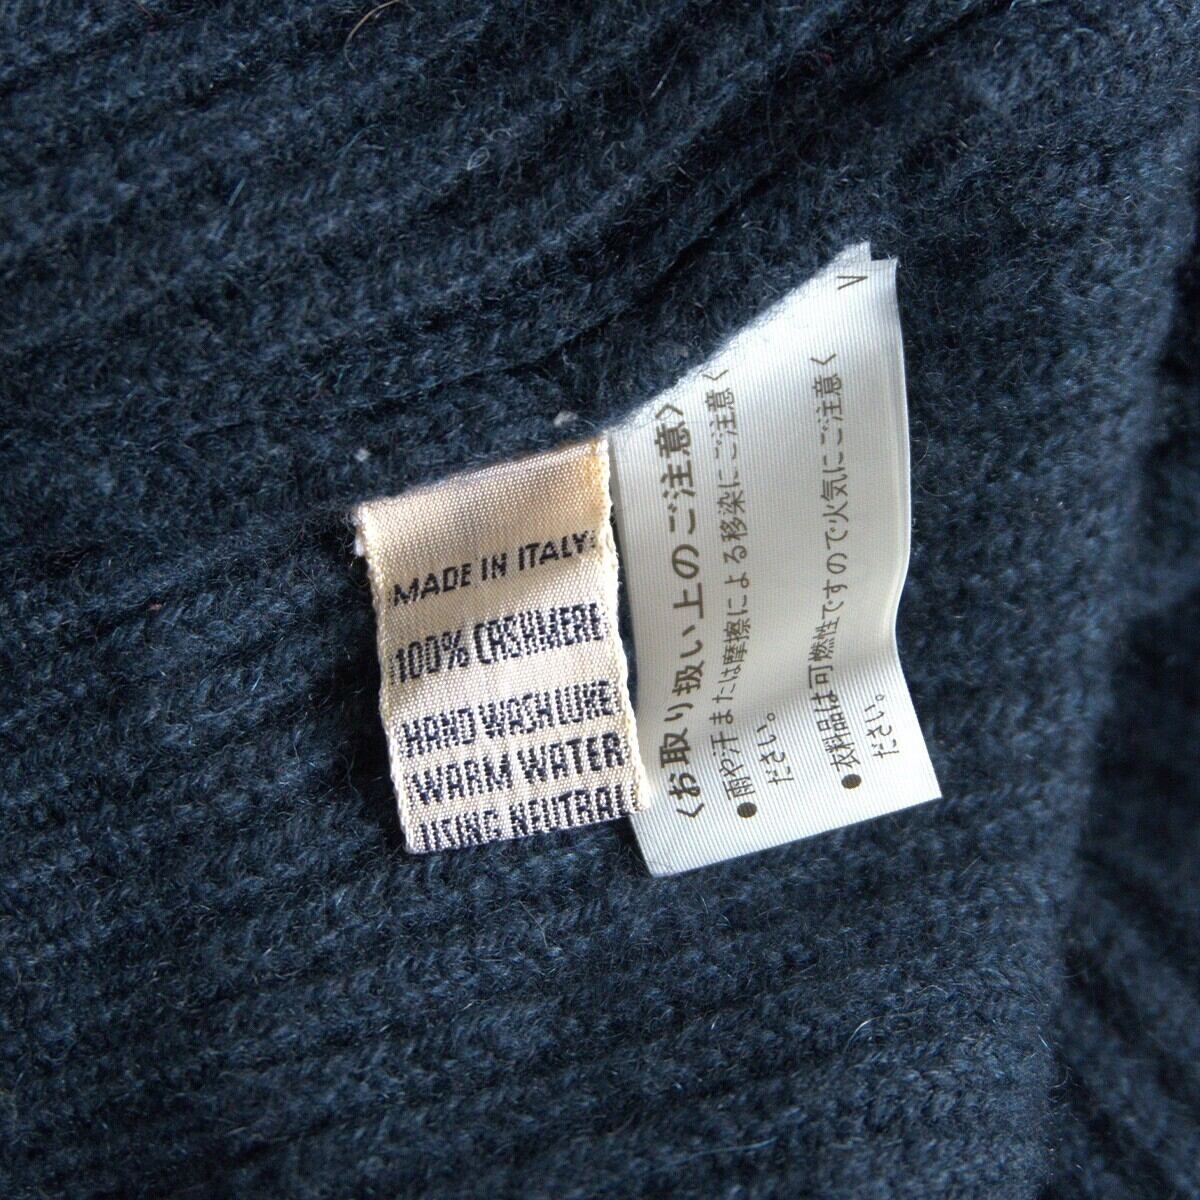 MADE IN ITALY
100% CASHMERE
HAND WASH LUKE
WARM WATER
USING NEUTRAL
<お取り扱い上のご注意>
●雨や汗または摩擦による移染にご注意く
ださい。
●衣料品は可燃性ですので火気にご注意く
ださい。
V